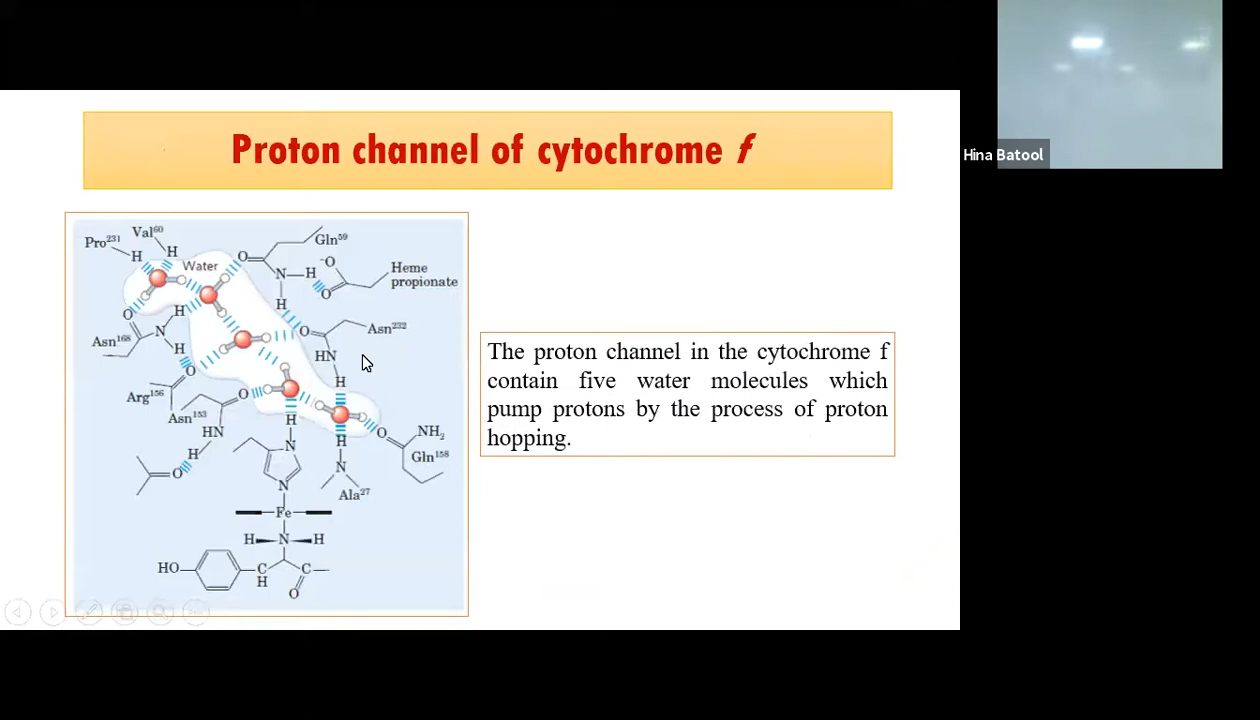 Proton channel of cytochrome f
Hina Batool
Val60
Pro231
H
H
Water
O
Gln59
N
H
-O
O
Heme
propionate
H
O
H
N
Asn168
H
O
Asn232
HN
H
O
Arg156
Asn153
O
HN
H
O
H
N
N
H
N
Ala27
O
NH2
Gln158
Fe
H
N
H
HO
C
H
C
O
The proton channel in the cytochrome f
contain five water molecules which
pump protons by the process of proton
hopping.